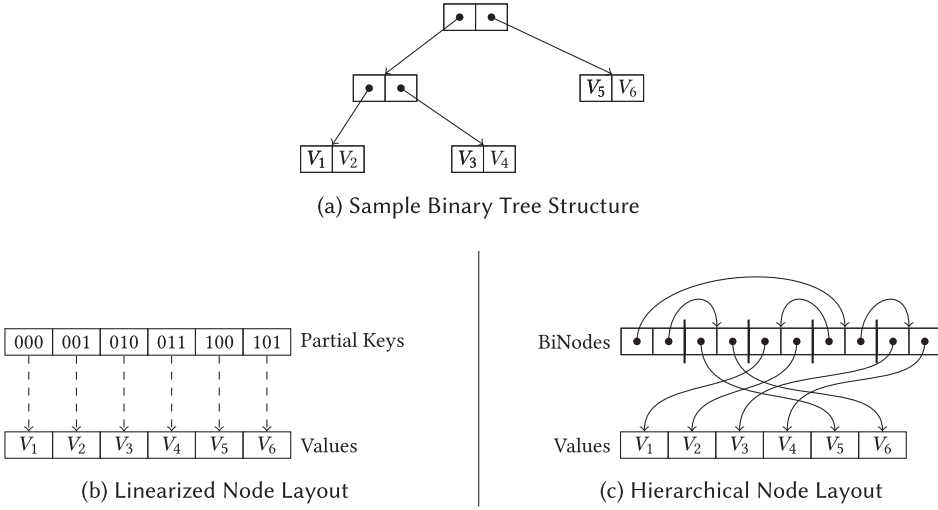 V5 V6
V1 V2 V3 V4
(a) Sample Binary Tree Structure
000 001 010 011 100 101 Partial Keys
V1 V2 V3 V4 V5 V6 Values
(b) Linearized Node Layout
BiNodes
Values V1 V2 V3 V4 V5 V6
(c) Hierarchical Node Layout